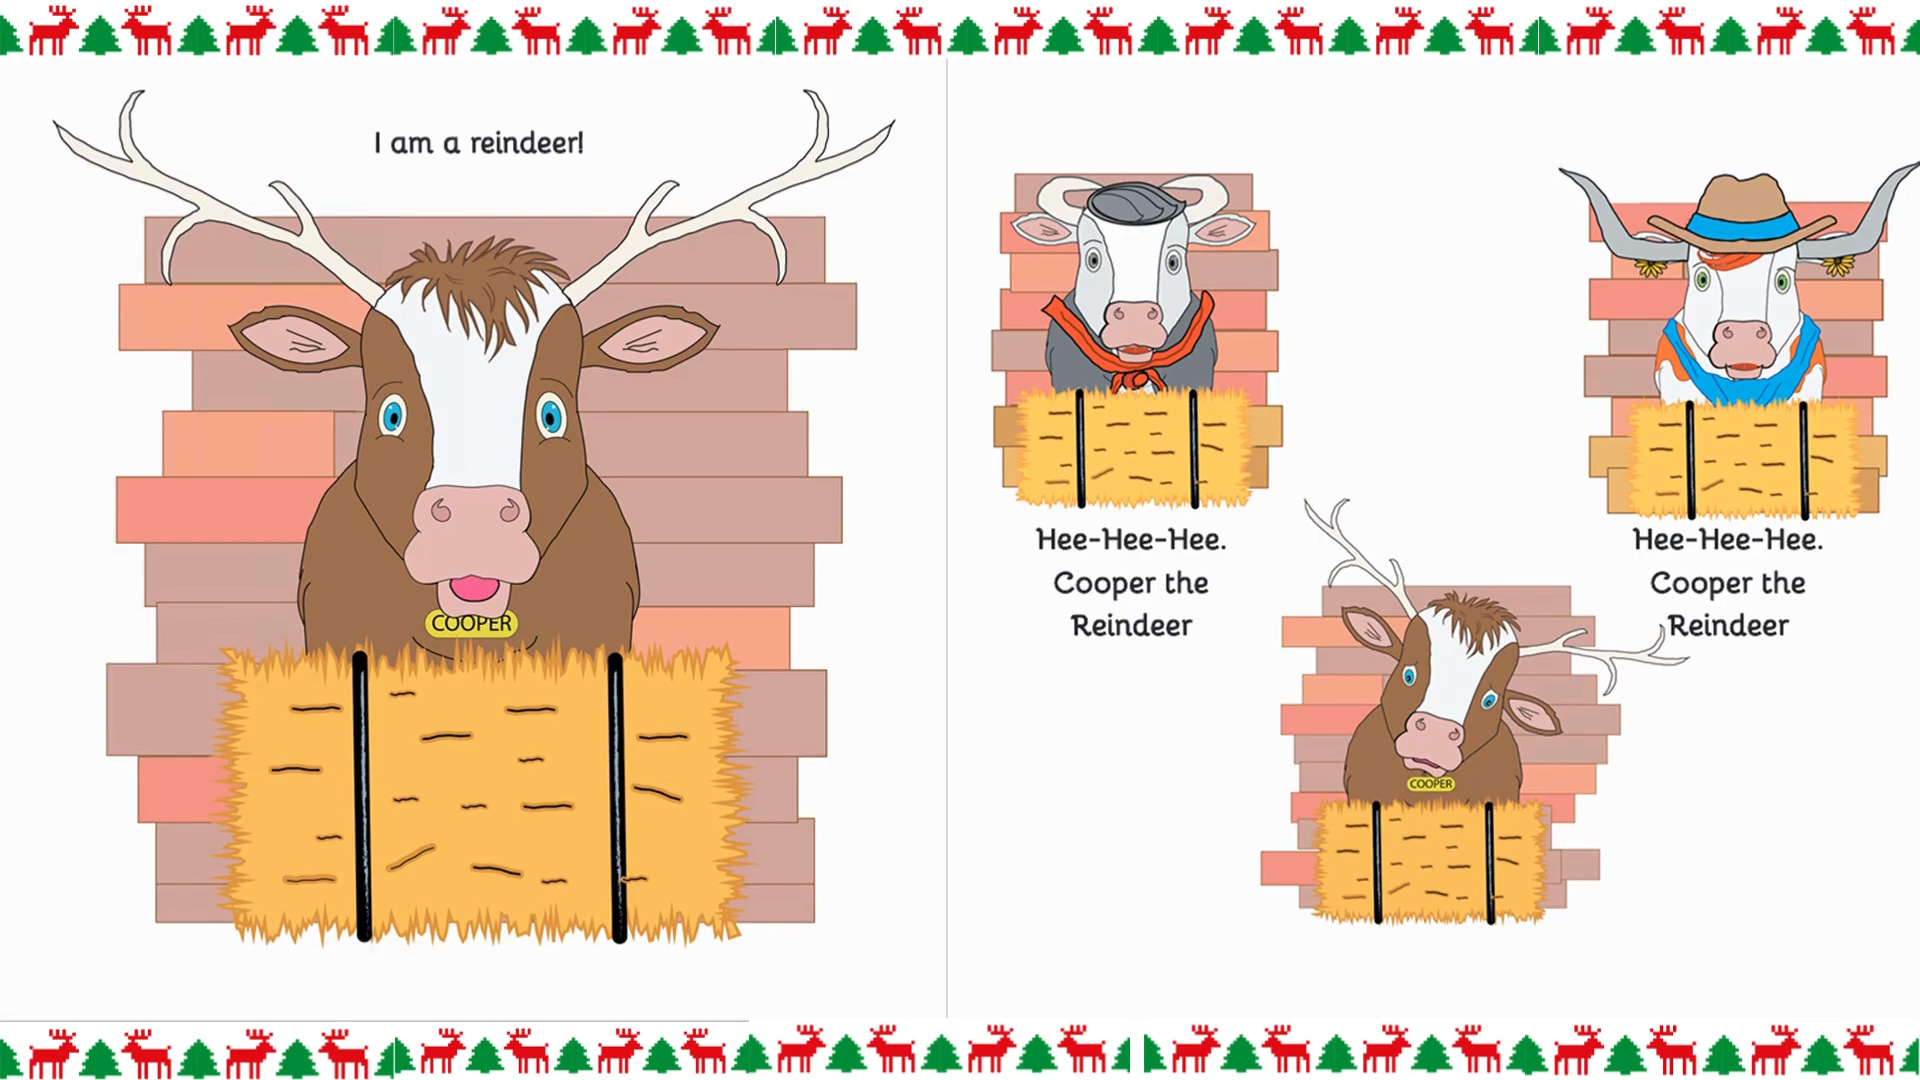 I am a reindeer!
COOPER
Hee-Hee-Hee.
Cooper the
Reindeer
Hee-Hee-Hee.
Cooper the
Reindeer
COOPER